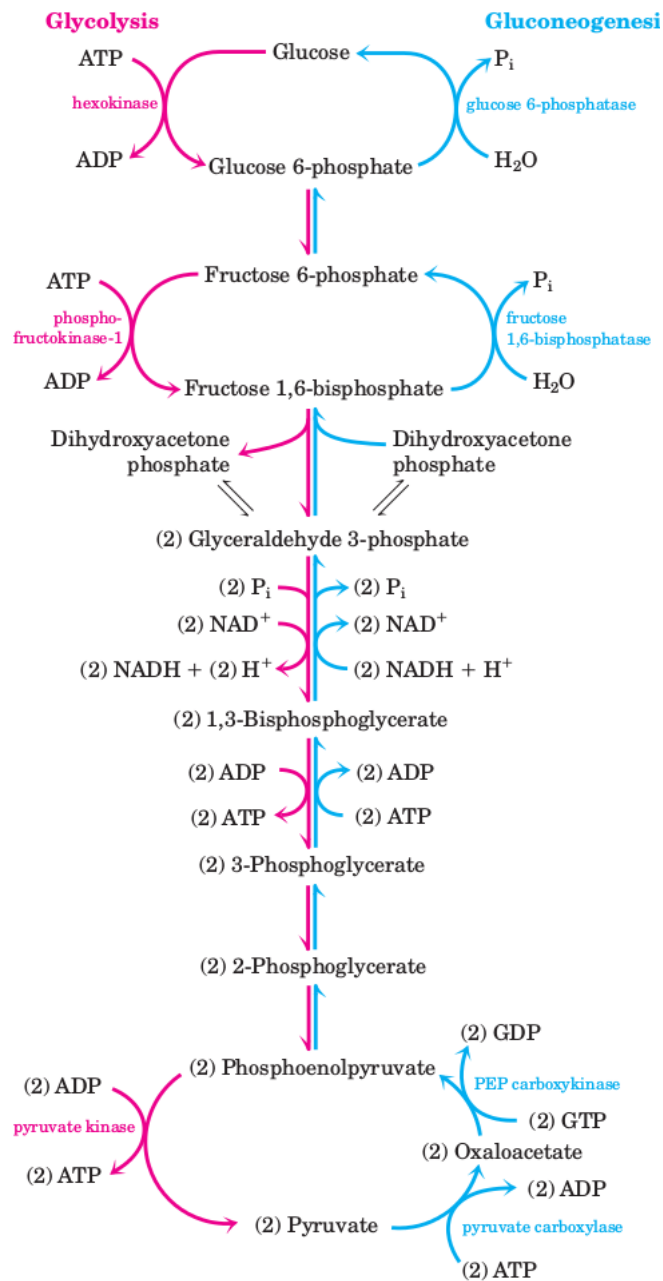 Glycolysis
Gluconeogenesi
ATP
Glucose
P_i
hexokinase
glucose 6-phosphatase
ADP
Glucose 6-phosphate
H₂O
ATP
Fructose 6-phosphate
P_i
phospho-
fructokinase-1
fructose
1,6-bisphosphatase
ADP
Fructose 1,6-bisphosphate
H₂O
Dihydroxyacetone
phosphate
Dihydroxyacetone
phosphate
(2) Glyceraldehyde 3-phosphate
(2) P_i
(2) P_i
(2) NAD⁺
(2) NAD⁺
(2) NADH + (2) H⁺
(2) NADH + H⁺
(2) 1,3-Bisphosphoglycerate
(2) ADP
(2) ADP
(2) ATP
(2) ATP
(2) 3-Phosphoglycerate
(2) 2-Phosphoglycerate
(2) GDP
(2) Phosphoenolpyruvate
(2) ADP
PEP carboxykinase
pyruvate kinase
(2) GTP
(2) Oxaloacetate
(2) ATP
(2) ADP
(2) Pyruvate
pyruvate carboxylase
(2) ATP